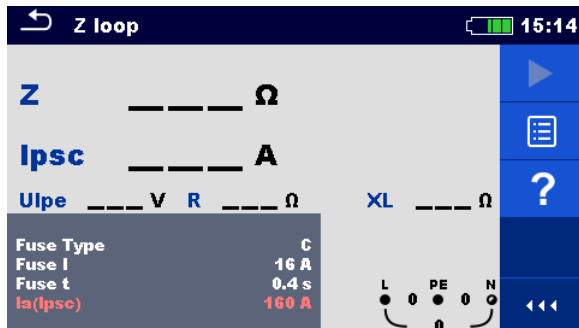 Z loop 15:14
Z ___ Ω
Ipsc ___ A
Ulpe ___ V R ___ Ω XL ___ Ω
Fuse Type C
Fuse I 16 A
Fuse t 0.4 s
Ia(Ipsc) 160 A
L PE N
0 0
0
?